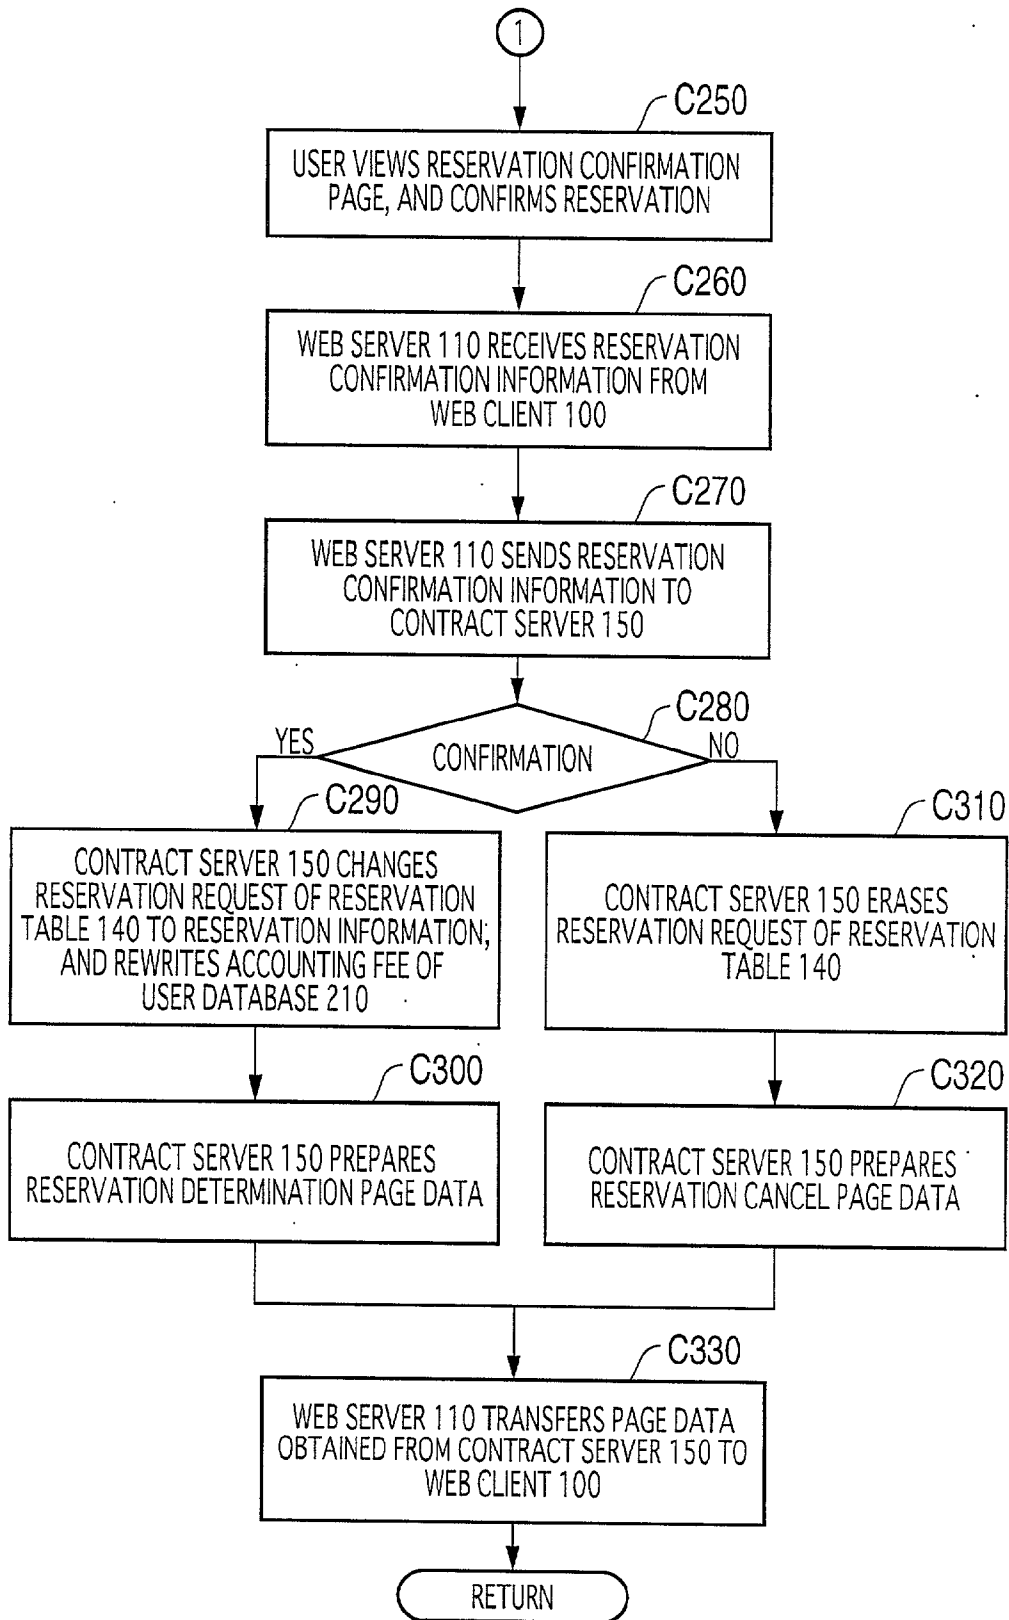 1
C250
USER VIEWS RESERVATION CONFIRMATION
PAGE, AND CONFIRMS RESERVATION
C260
WEB SERVER 110 RECEIVES RESERVATION
CONFIRMATION INFORMATION FROM
WEB CLIENT 100
C270
WEB SERVER 110 SENDS RESERVATION
CONFIRMATION INFORMATION TO
CONTRACT SERVER 150
C280
YES
CONFIRMATION
NO
C290
CONTRACT SERVER 150 CHANGES
RESERVATION REQUEST OF RESERVATION
TABLE 140 TO RESERVATION INFORMATION;
AND REWRITES ACCOUNTING FEE OF
USER DATABASE 210
C310
CONTRACT SERVER 150 ERASES
RESERVATION REQUEST OF RESERVATION
TABLE 140
C300
CONTRACT SERVER 150 PREPARES
RESERVATION DETERMINATION PAGE DATA
C320
CONTRACT SERVER 150 PREPARES
RESERVATION CANCEL PAGE DATA
C330
WEB SERVER 110 TRANSFERS PAGE DATA
OBTAINED FROM CONTRACT SERVER 150 TO
WEB CLIENT 100
RETURN